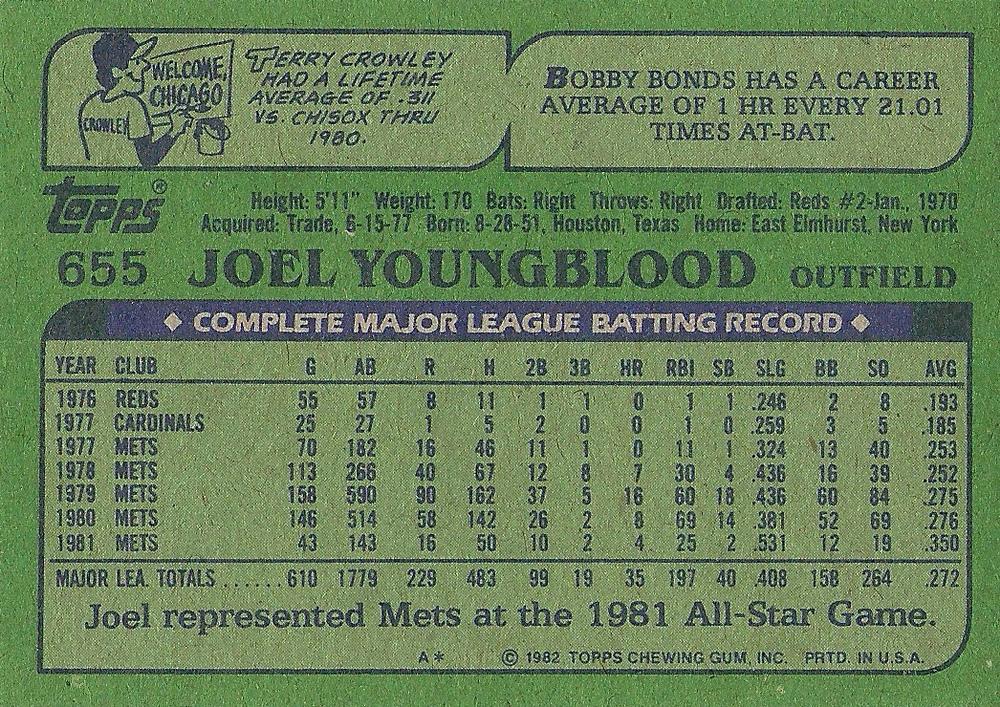 WELCOME,
CHICAGO
CROWLEY
TERRY CROWLEY
HAD A LIFETIME
AVERAGE OF .311
VS. CHISOX THRU
1980.
BOBBY BONDS HAS A CAREER
AVERAGE OF 1 HR EVERY 21.01
TIMES AT-BAT.
TOPPS®
Height: 5'11" Weight: 170 Bats: Right Throws: Right Drafted: Reds #2-Jan., 1970
Acquired: Trade, 6-15-77 Born: 8-28-51, Houston, Texas Home: East Elmhurst, New York
655 JOEL YOUNGBLOOD OUTFIELD
◆ COMPLETE MAJOR LEAGUE BATTING RECORD ◆
YEAR CLUB G AB R H 2B 3B HR RBI SB SLG BB SO AVG
1976 REDS 55 57 8 11 1 1 0 1 1 .246 2 8 .193
1977 CARDINALS 25 27 1 5 2 0 0 1 0 .259 3 5 .185
1977 METS 70 182 16 46 11 1 0 11 1 .324 13 40 .253
1978 METS 113 266 40 67 12 8 7 30 4 .436 16 39 .252
1979 METS 158 590 90 162 37 5 16 60 18 .436 60 84 .275
1980 METS 146 514 58 142 26 2 8 69 14 .381 52 69 .276
1981 METS 43 143 16 50 10 2 4 25 2 .531 12 19 .350
MAJOR LEA. TOTALS ...... 610 1779 229 483 99 19 35 197 40 .408 158 264 .272
Joel represented Mets at the 1981 All-Star Game.
A* © 1982 TOPPS CHEWING GUM, INC. PRTD. IN U.S.A.